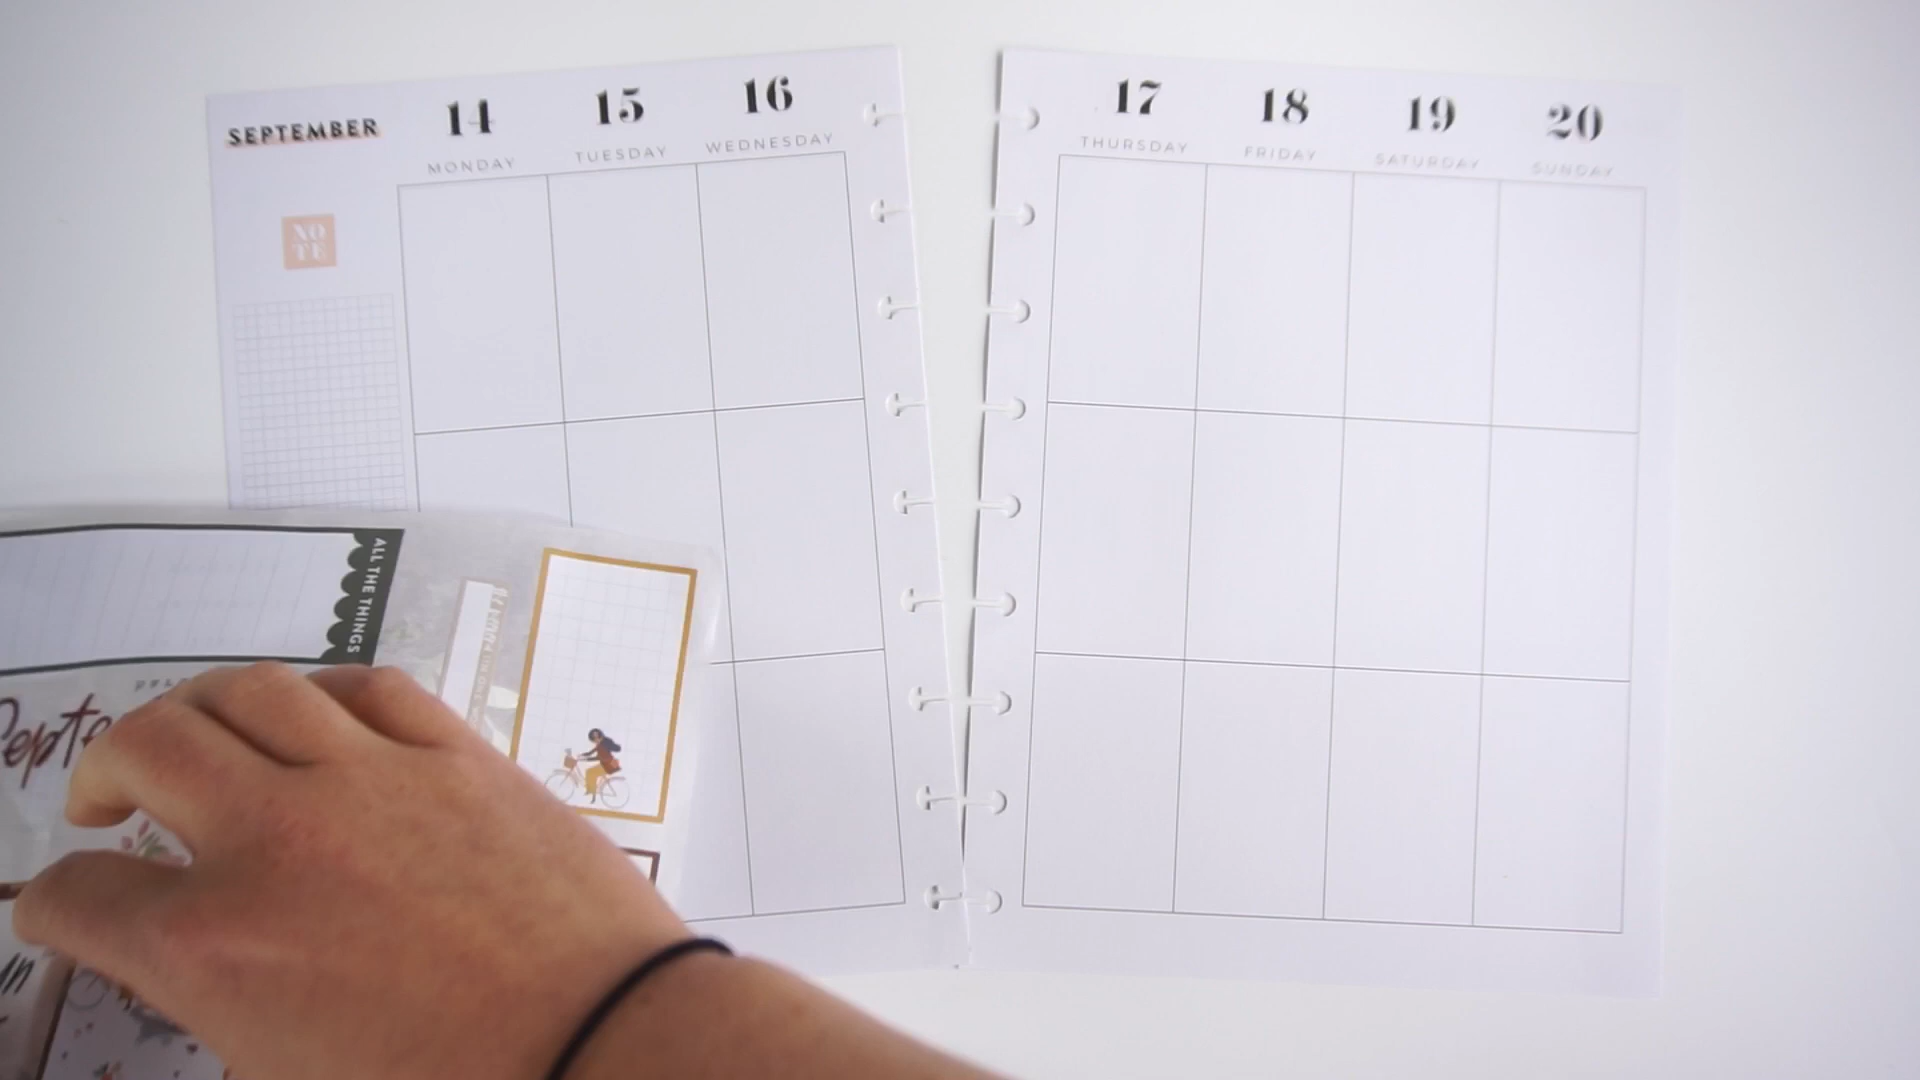 SEPTEMBER
14
15
16
MONDAY
TUESDAY
WEDNESDAY
NO
TE
17
18
19
20
THURSDAY
FRIDAY
SATURDAY
SUNDAY
ALL THE THINGS